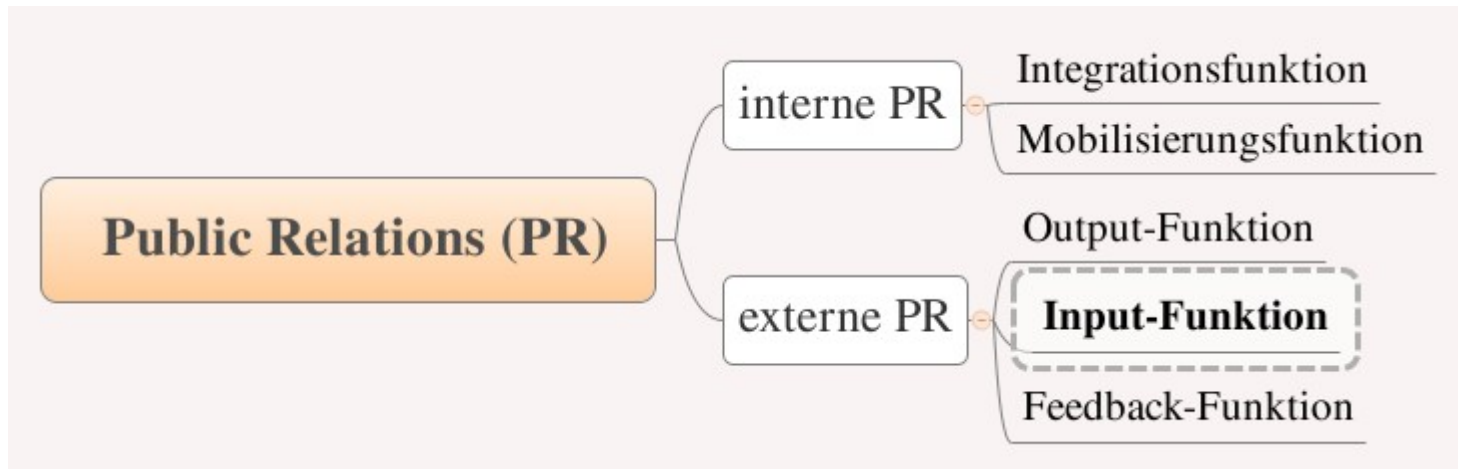 Public Relations (PR)
interne PR
Integrationsfunktion
Mobilisierungsfunktion
externe PR
Output-Funktion
Input-Funktion
Feedback-Funktion